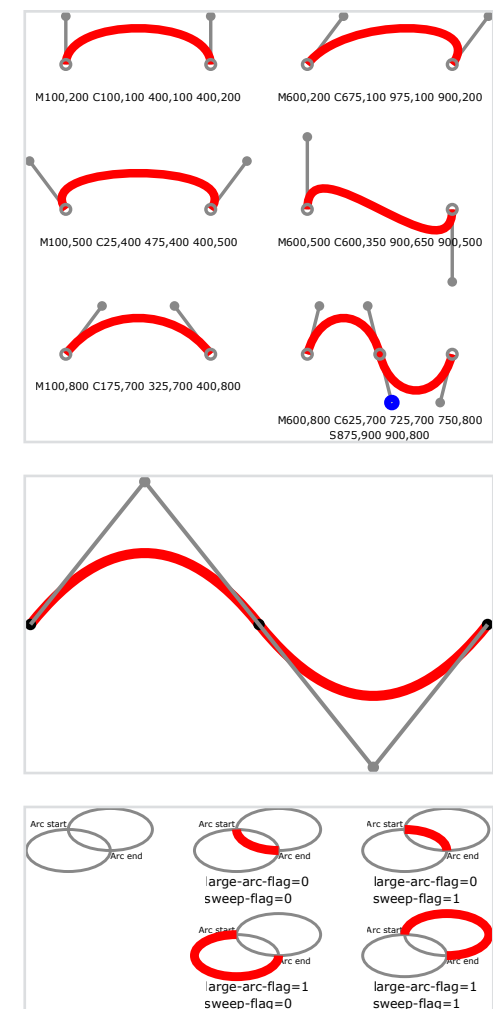 M100,200 C100,100 400,100 400,200
M600,200 C675,100 975,100 900,200
M100,500 C25,400 475,400 400,500
M600,500 C600,350 900,650 900,500
M100,800 C175,700 325,700 400,800
M600,800 C625,700 725,700 750,800
S875,900 900,800
Arc start
Arc end
Arc start
Arc end
large-arc-flag=0
sweep-flag=0
Arc start
Arc end
large-arc-flag=0
sweep-flag=1
Arc start
Arc end
large-arc-flag=1
sweep-flag=0
Arc start
Arc end
large-arc-flag=1
sweep-flag=1